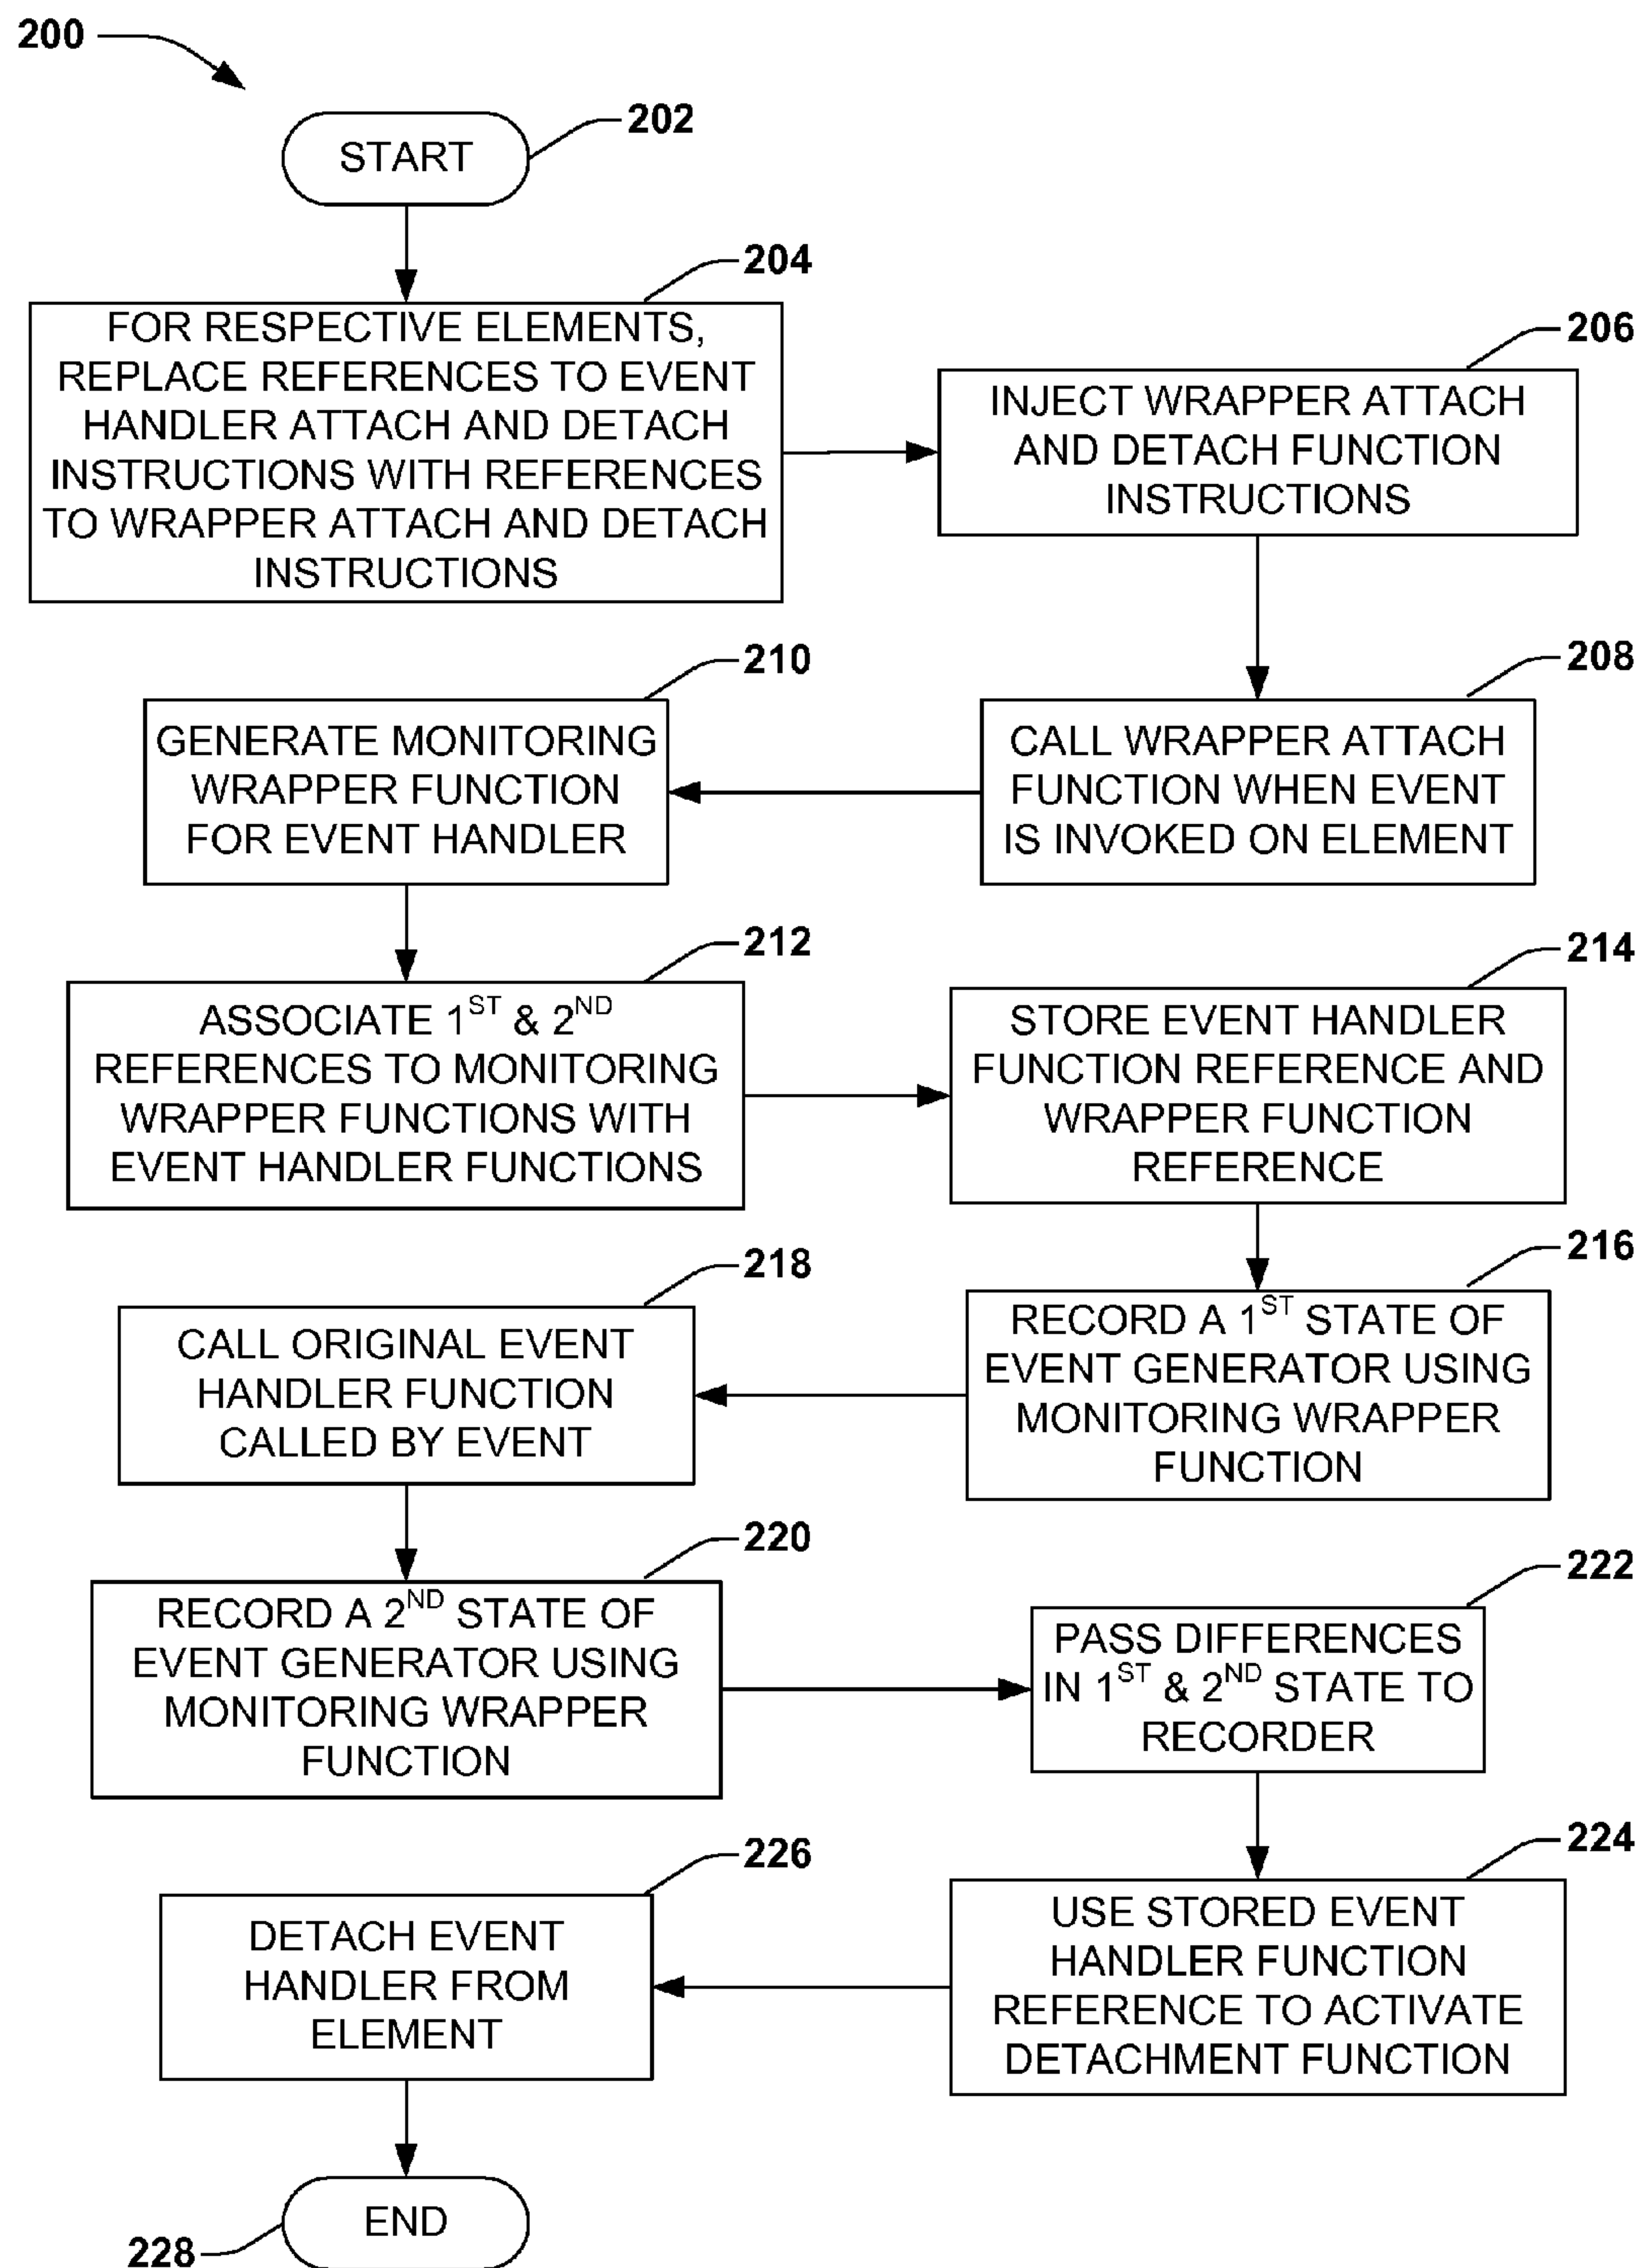 200
START
202
204
FOR RESPECTIVE ELEMENTS,
REPLACE REFERENCES TO EVENT
HANDLER ATTACH AND DETACH
INSTRUCTIONS WITH REFERENCES
TO WRAPPER ATTACH AND DETACH
INSTRUCTIONS
206
INJECT WRAPPER ATTACH
AND DETACH FUNCTION
INSTRUCTIONS
208
CALL WRAPPER ATTACH
FUNCTION WHEN EVENT
IS INVOKED ON ELEMENT
210
GENERATE MONITORING
WRAPPER FUNCTION
FOR EVENT HANDLER
212
ASSOCIATE 1ST & 2ND
REFERENCES TO MONITORING
WRAPPER FUNCTIONS WITH
EVENT HANDLER FUNCTIONS
214
STORE EVENT HANDLER
FUNCTION REFERENCE AND
WRAPPER FUNCTION
REFERENCE
216
RECORD A 1ST STATE OF
EVENT GENERATOR USING
MONITORING WRAPPER
FUNCTION
218
CALL ORIGINAL EVENT
HANDLER FUNCTION
CALLED BY EVENT
220
RECORD A 2ND STATE OF
EVENT GENERATOR USING
MONITORING WRAPPER
FUNCTION
222
PASS DIFFERENCES
IN 1ST & 2ND STATE TO
RECORDER
224
USE STORED EVENT
HANDLER FUNCTION
REFERENCE TO ACTIVATE
DETACHMENT FUNCTION
226
DETACH EVENT
HANDLER FROM
ELEMENT
END
228